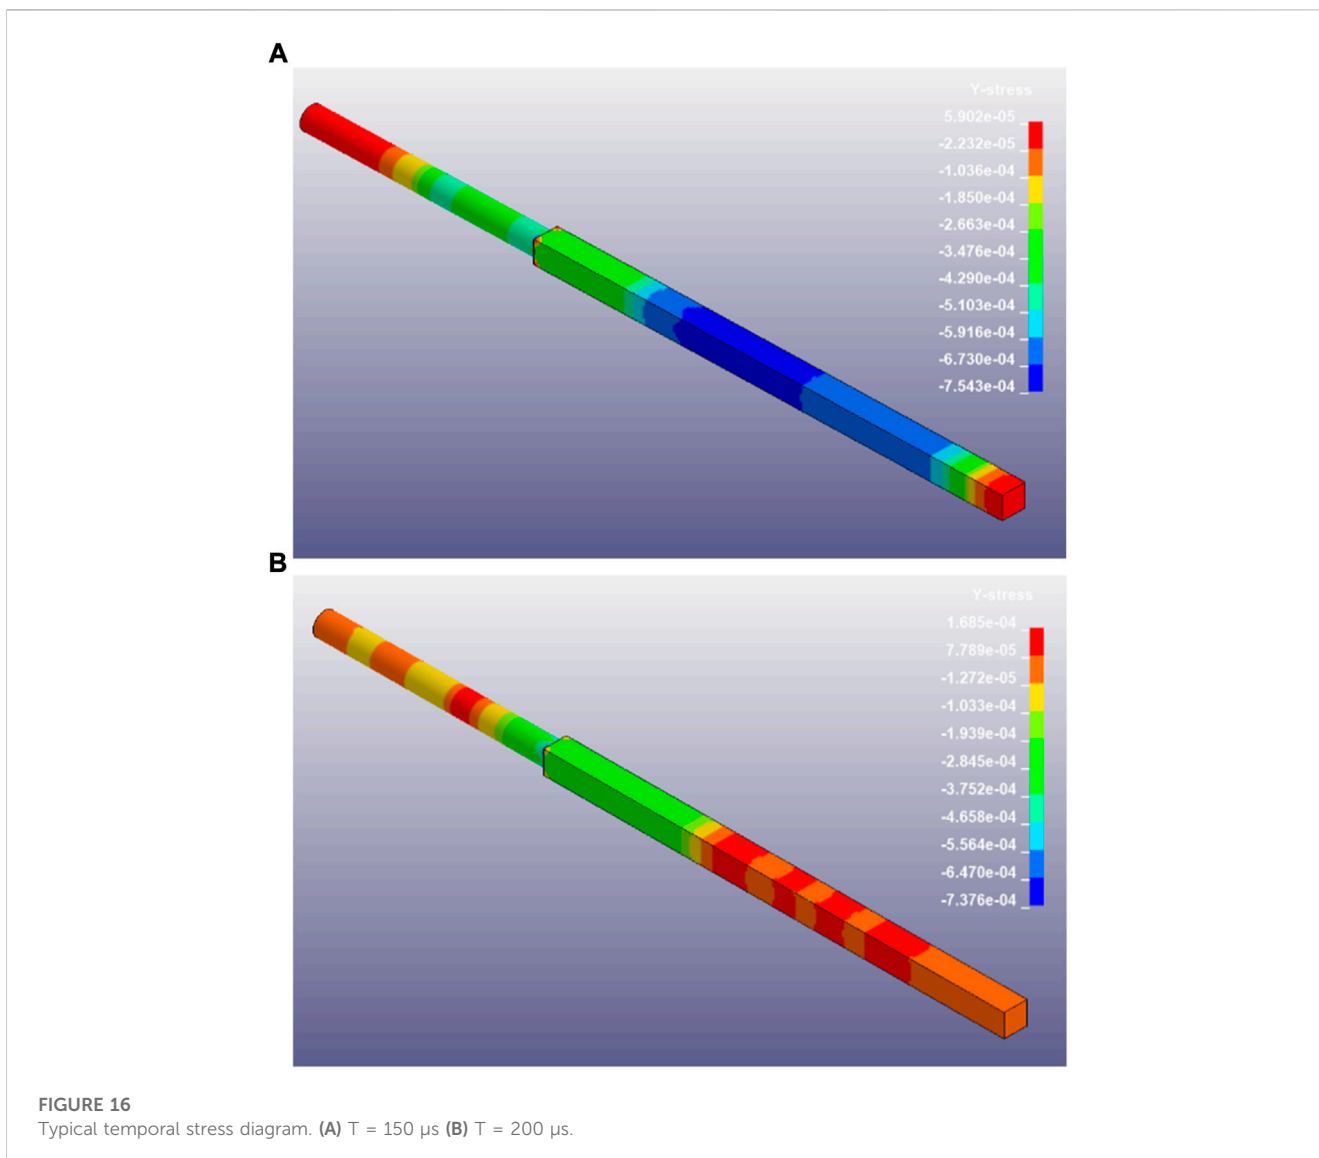 A
Y-stress
5.902e-05
-2.232e-05
-1.036e-04
-1.850e-04
-2.663e-04
-3.476e-04
-4.290e-04
-5.103e-04
-5.916e-04
-6.730e-04
-7.543e-04
B
Y-stress
1.685e-04
7.789e-05
-1.272e-05
-1.033e-04
-1.939e-04
-2.845e-04
-3.752e-04
-4.658e-04
-5.564e-04
-6.470e-04
-7.376e-04
FIGURE 16
Typical temporal stress diagram. (A) T = 150 μs (B) T = 200 μs.